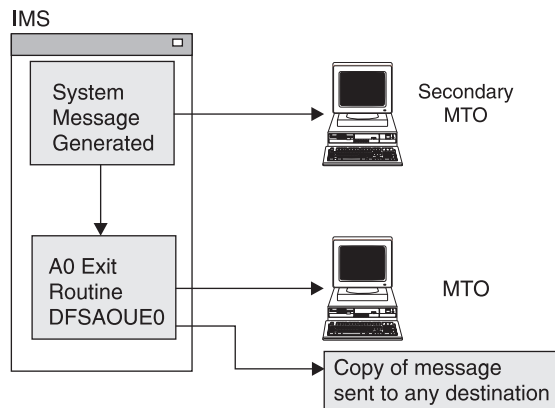 IMS
System
Message
Generated
Secondary
MTO
A0 Exit
Routine
DFSAOUE0
MTO
Copy of message
sent to any destination